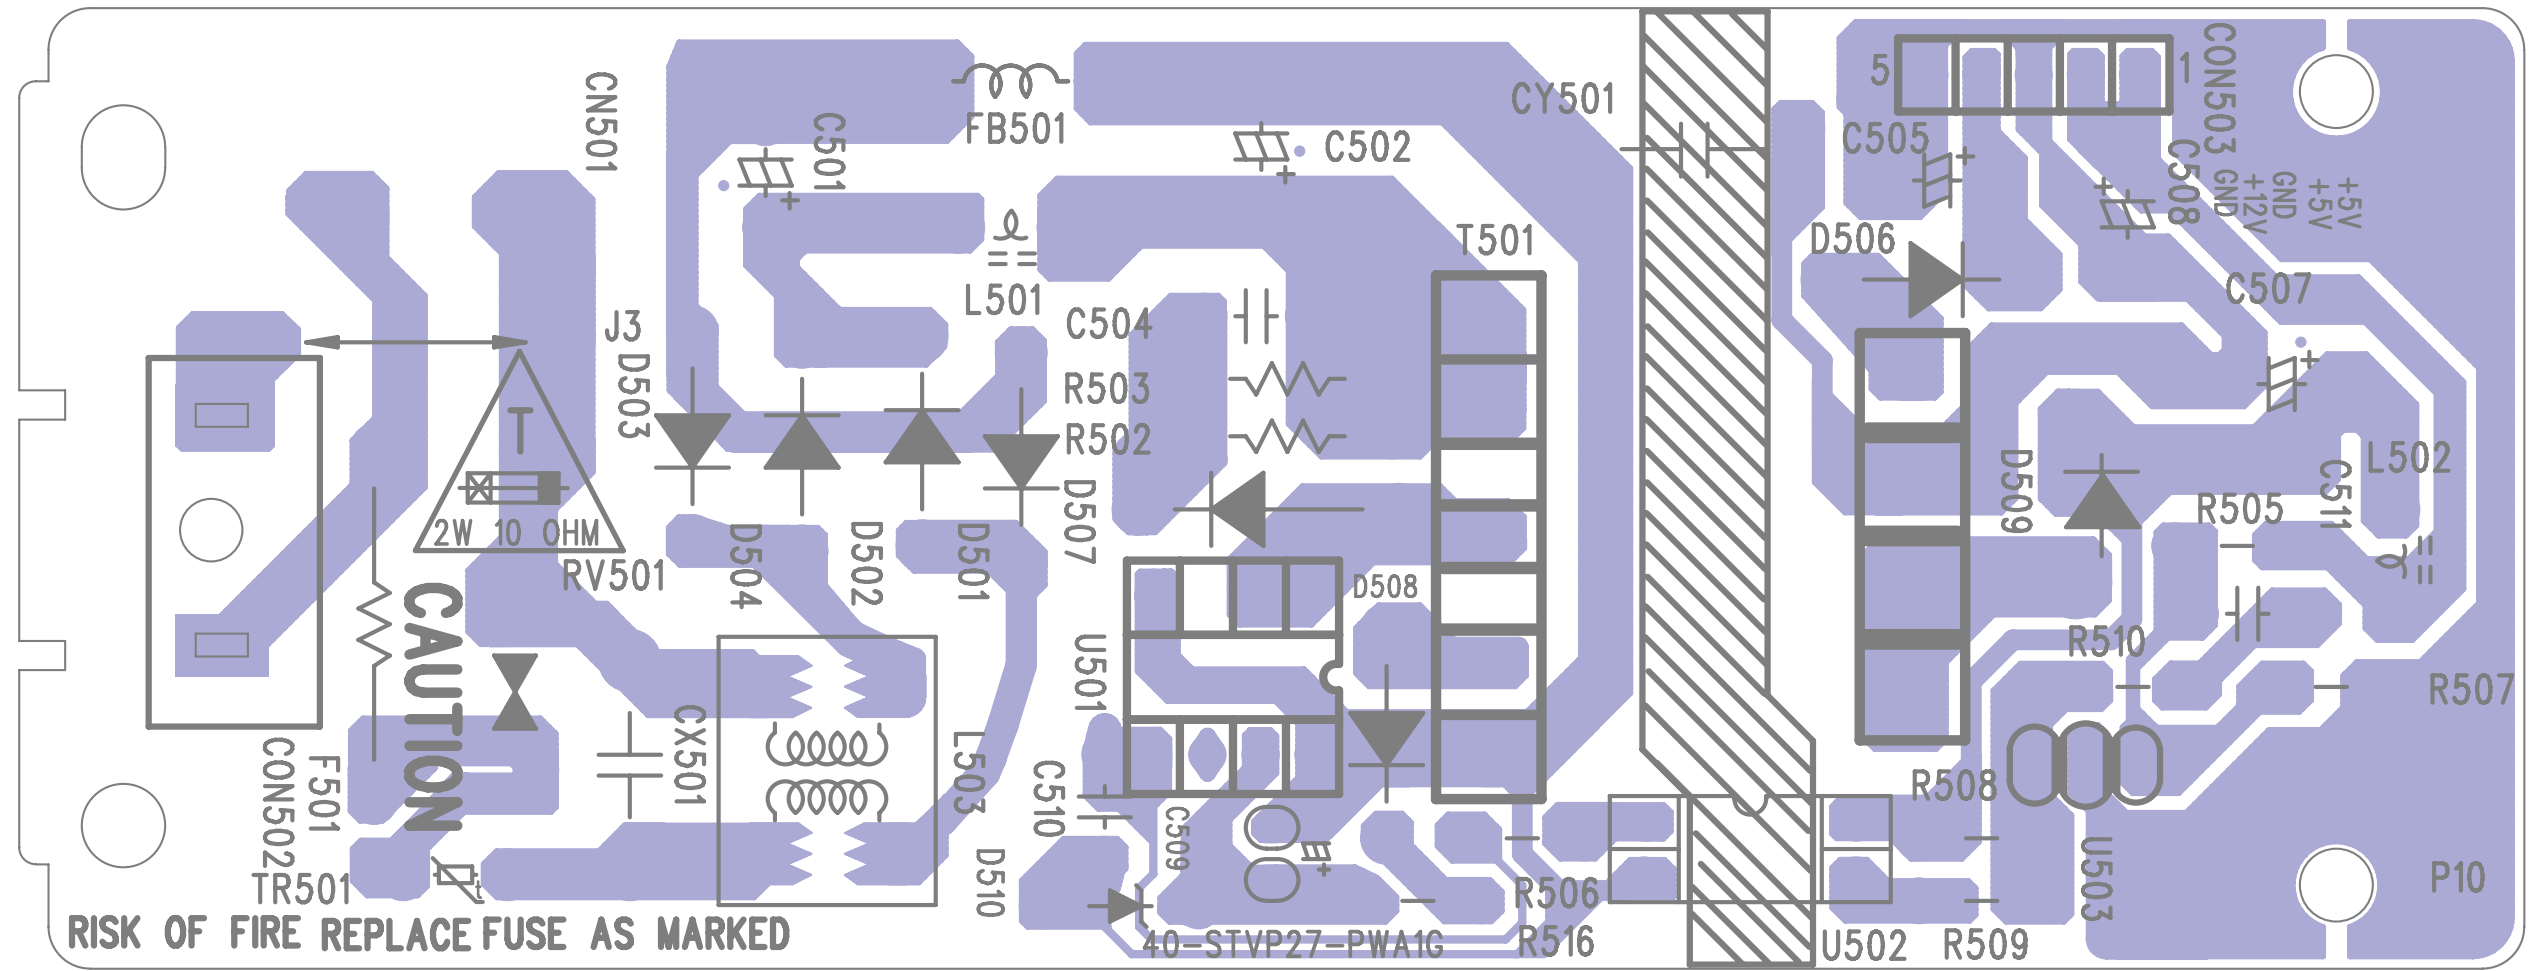 CN501
C501
FB501
C502
CY501
5
1
CON503
C505
C508
GND
+12V
GND
+5V
+5V
D506
T501
C507
L501
C504
J3
D503
R503
R502
T
2W 10 OHM
RV501
D504
D502
D501
D507
D508
D509
C511
L502
R505
R510
U501
CAUTION
CX501
L503
C510
C509
R507
R508
CON502
F501
TR501
t
D510
R506
U503
P10
RISK OF FIRE REPLACE FUSE AS MARKED
40-STVP27-PWA1G
R516
U502
R509